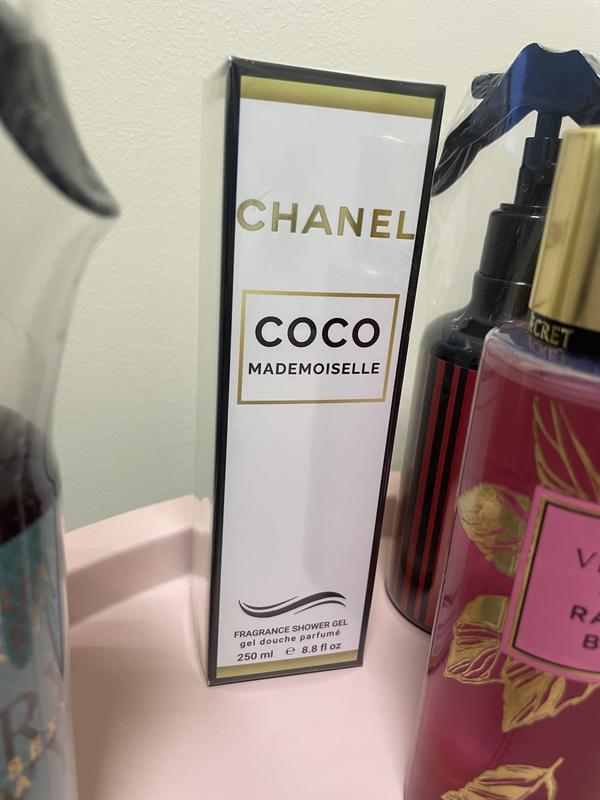 CHANEL
COCO
MADEMOISELLE
FRAGRANCE SHOWER GEL
gel douche parfumé
250 ml ℮ 8.8 fl oz